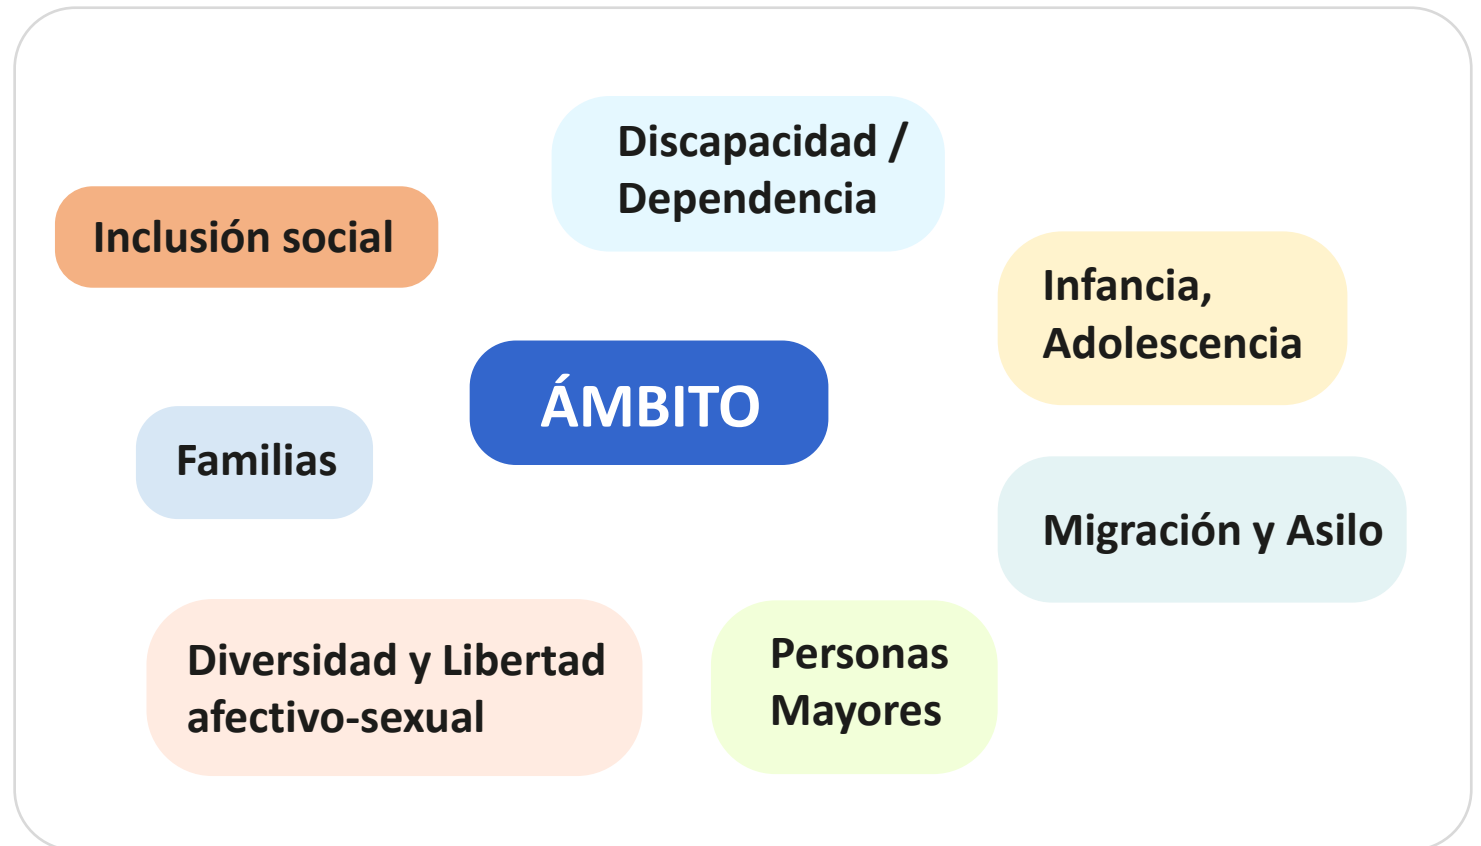 Discapacidad /
Dependencia
Inclusión social
Infancia,
Adolescencia
ÁMBITO
Familias
Migración y Asilo
Diversidad y Libertad
afectivo-sexual
Personas
Mayores